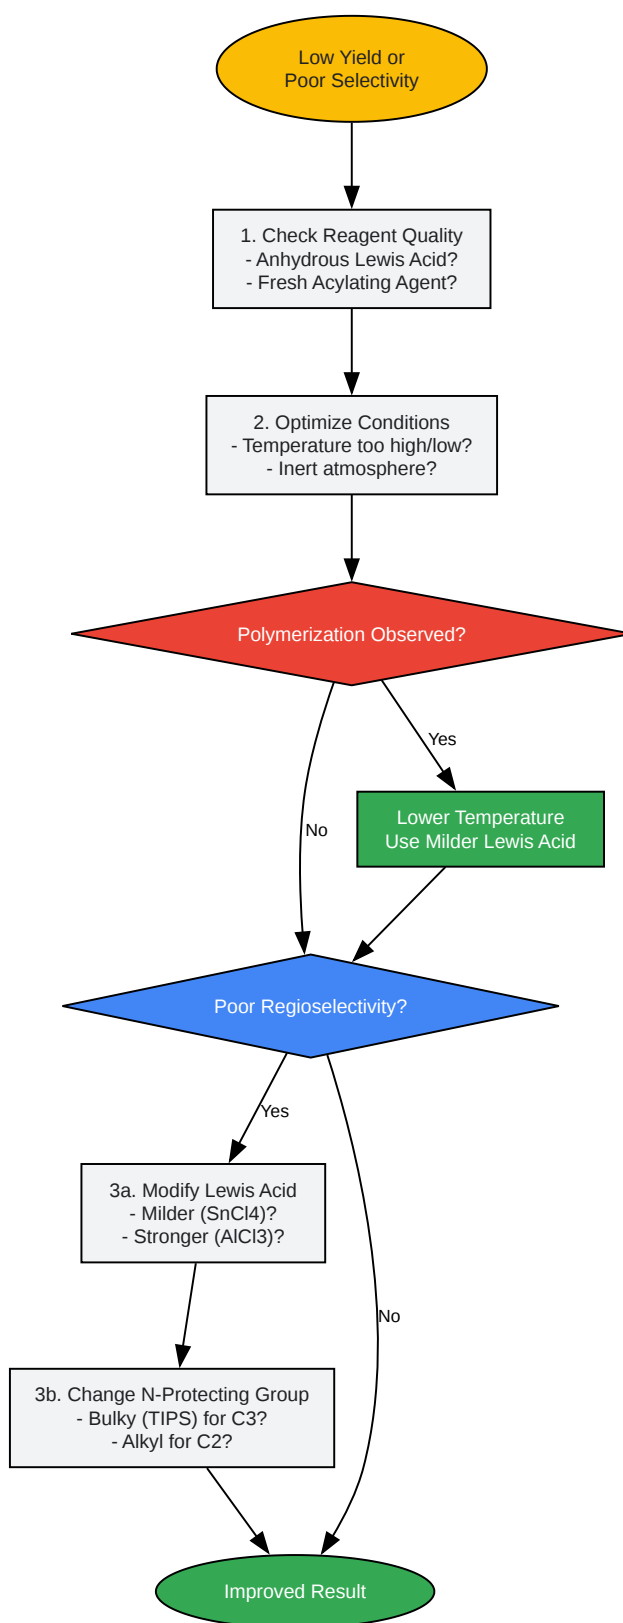 Low Yield or
Poor Selectivity
1. Check Reagent Quality
- Anhydrous Lewis Acid?
- Fresh Acylating Agent?
2. Optimize Conditions
- Temperature too high/low?
- Inert atmosphere?
Polymerization Observed?
Yes
No
Lower Temperature
Use Milder Lewis Acid
Poor Regioselectivity?
Yes
No
3a. Modify Lewis Acid
- Milder (SnCl4)?
- Stronger (AlCl3)?
3b. Change N-Protecting Group
- Bulky (TIPS) for C3?
- Alkyl for C2?
Improved Result